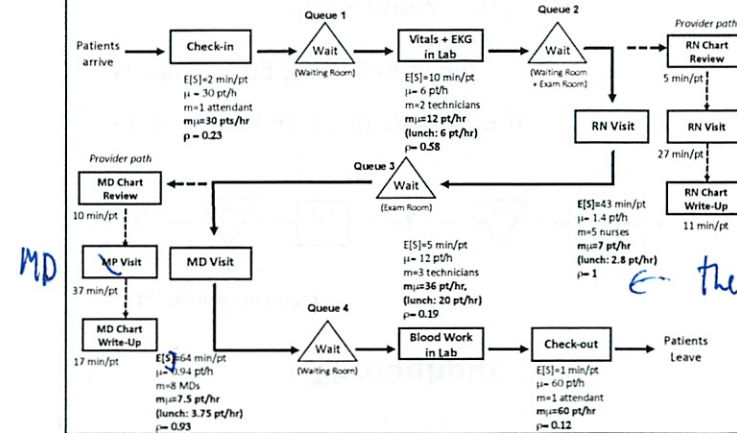 Queue 1
Queue 2
Provider path
Patients
arrive
Check-in
Wait
(Waiting Room)
Vitals + EKG
in Lab
Wait
(Waiting Room
+ Exam Room)
RN Chart
Review
5 min/pt
E[S]=2 min/pt
μ= 30 pt/h
m=1 attendant
mμ=30 pts/hr
ρ= 0.23
E[S]=10 min/pt
μ= 6 pt/h
m=2 technicians
mμ=12 pt/hr
(lunch: 6 pt/hr)
ρ= 0.58
RN Visit
RN Visit
27 min/pt
RN Chart
Write-Up
11 min/pt
Provider path
MD Chart
Review
10 min/pt
Queue 3
Wait
(Exam Room)
E[S]=43 min/pt
μ= 1.4 pt/h
m=5 nurses
mμ=7 pt/hr
(lunch: 2.8 pt/hr)
ρ= 1
← the
MD
MP Visit
37 min/pt
MD Visit
E[S]=5 min/pt
μ= 12 pt/h
m=3 technicians
mμ=36 pt/hr,
(lunch: 20 pt/hr)
ρ= 0.19
MD Chart
Write-Up
17 min/pt
Queue 4
Wait
(Waiting Room)
Blood Work
in Lab
Check-out
Patients
Leave
E[S]=64 min/pt
μ= 0.94 pt/h
m=8 MDs
mμ=7.5 pt/hr
(lunch: 3.75 pt/hr)
ρ= 0.93
E[S]=1 min/pt
μ= 60 pt/h
m=1 attendant
mμ=60 pt/hr
ρ= 0.12